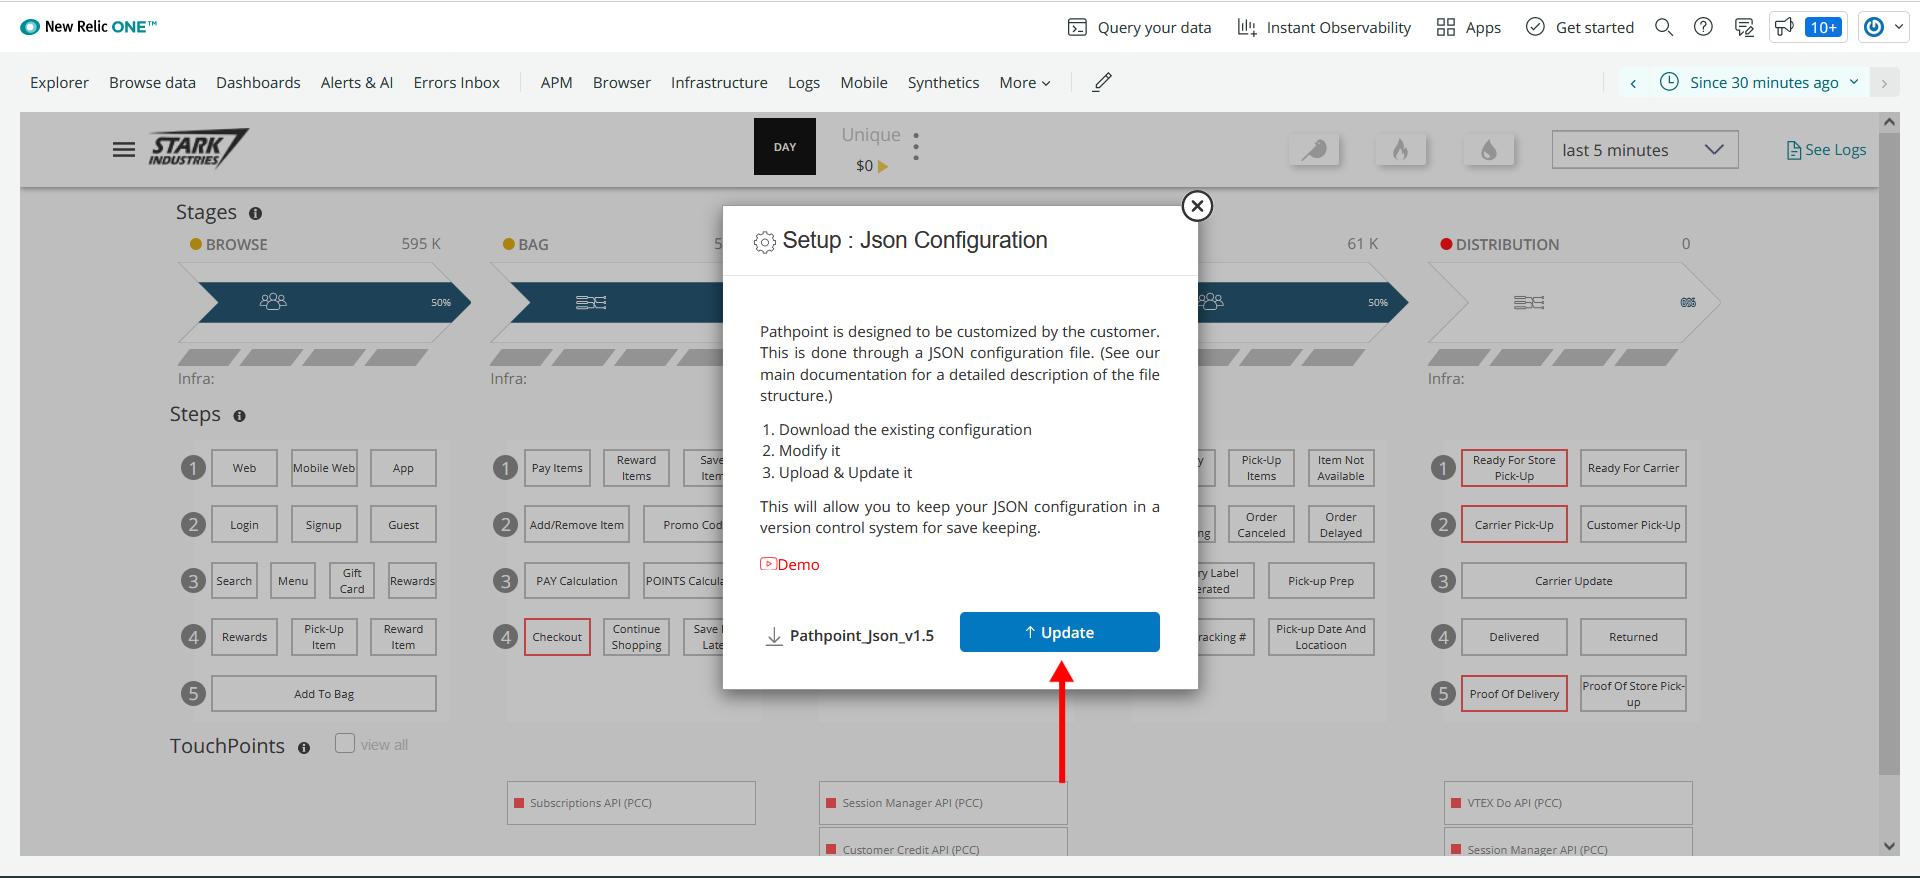 New Relic ONE™
Query your data
Instant Observability
Apps
Get started
10+
Explorer
Browse data
Dashboards
Alerts & AI
Errors Inbox
APM
Browser
Infrastructure
Logs
Mobile
Synthetics
More
Since 30 minutes ago
STARK
INDUSTRIES
DAY
Unique
$0
last 5 minutes
See Logs
Stages
BROWSE
595 K
BAG
5
61 K
DISTRIBUTION
0
50%
50%
0%
Infra:
Infra:
Infra:
Steps
1
Web
Mobile Web
App
2
Login
Signup
Guest
3
Search
Menu
Gift
Card
Rewards
4
Rewards
Pick-Up
Item
Reward
Item
5
Add To Bag
1
Pay Items
Reward
Items
Save
Item
2
Add/Remove Item
Promo Cod
3
PAY Calculation
POINTS Calcula
4
Checkout
Continue
Shopping
Save
Late
Setup : Json Configuration
Pathpoint is designed to be customized by the customer.
This is done through a JSON configuration file. (See our
main documentation for a detailed description of the file
structure.)
1. Download the existing configuration
2. Modify it
3. Upload & Update it
This will allow you to keep your JSON configuration in a
version control system for save keeping.
Demo
Pathpoint_Json_v1.5
Update
y
Pick-Up
Items
Item Not
Available
ng
Order
Canceled
Order
Delayed
ry Label
erated
Pick-up Prep
racking #
Pick-up Date And
Locatioon
1
Ready For Store
Pick-Up
Ready For Carrier
2
Carrier Pick-Up
Customer Pick-Up
3
Carrier Update
4
Delivered
Returned
5
Proof Of Delivery
Proof Of Store Pick-
up
TouchPoints
view all
Subscriptions API (PCC)
Session Manager API (PCC)
VTEX Do API (PCC)
Customer Credit API (PCC)
Session Manager API (PCC)